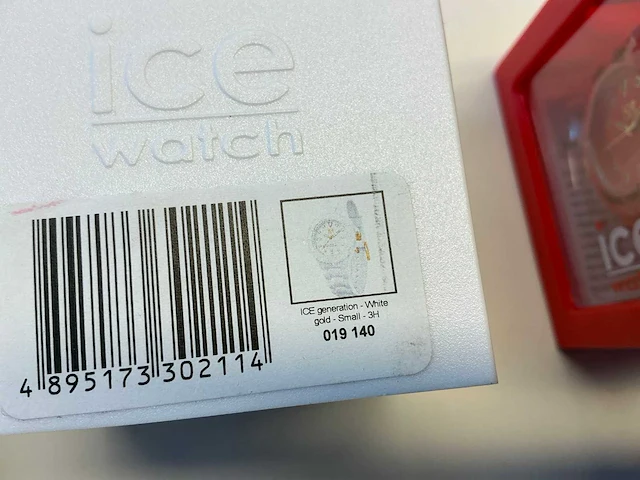 ice
watch
ICE generation - White
gold - Small - 3H
019 140
4 895173 302114
ice